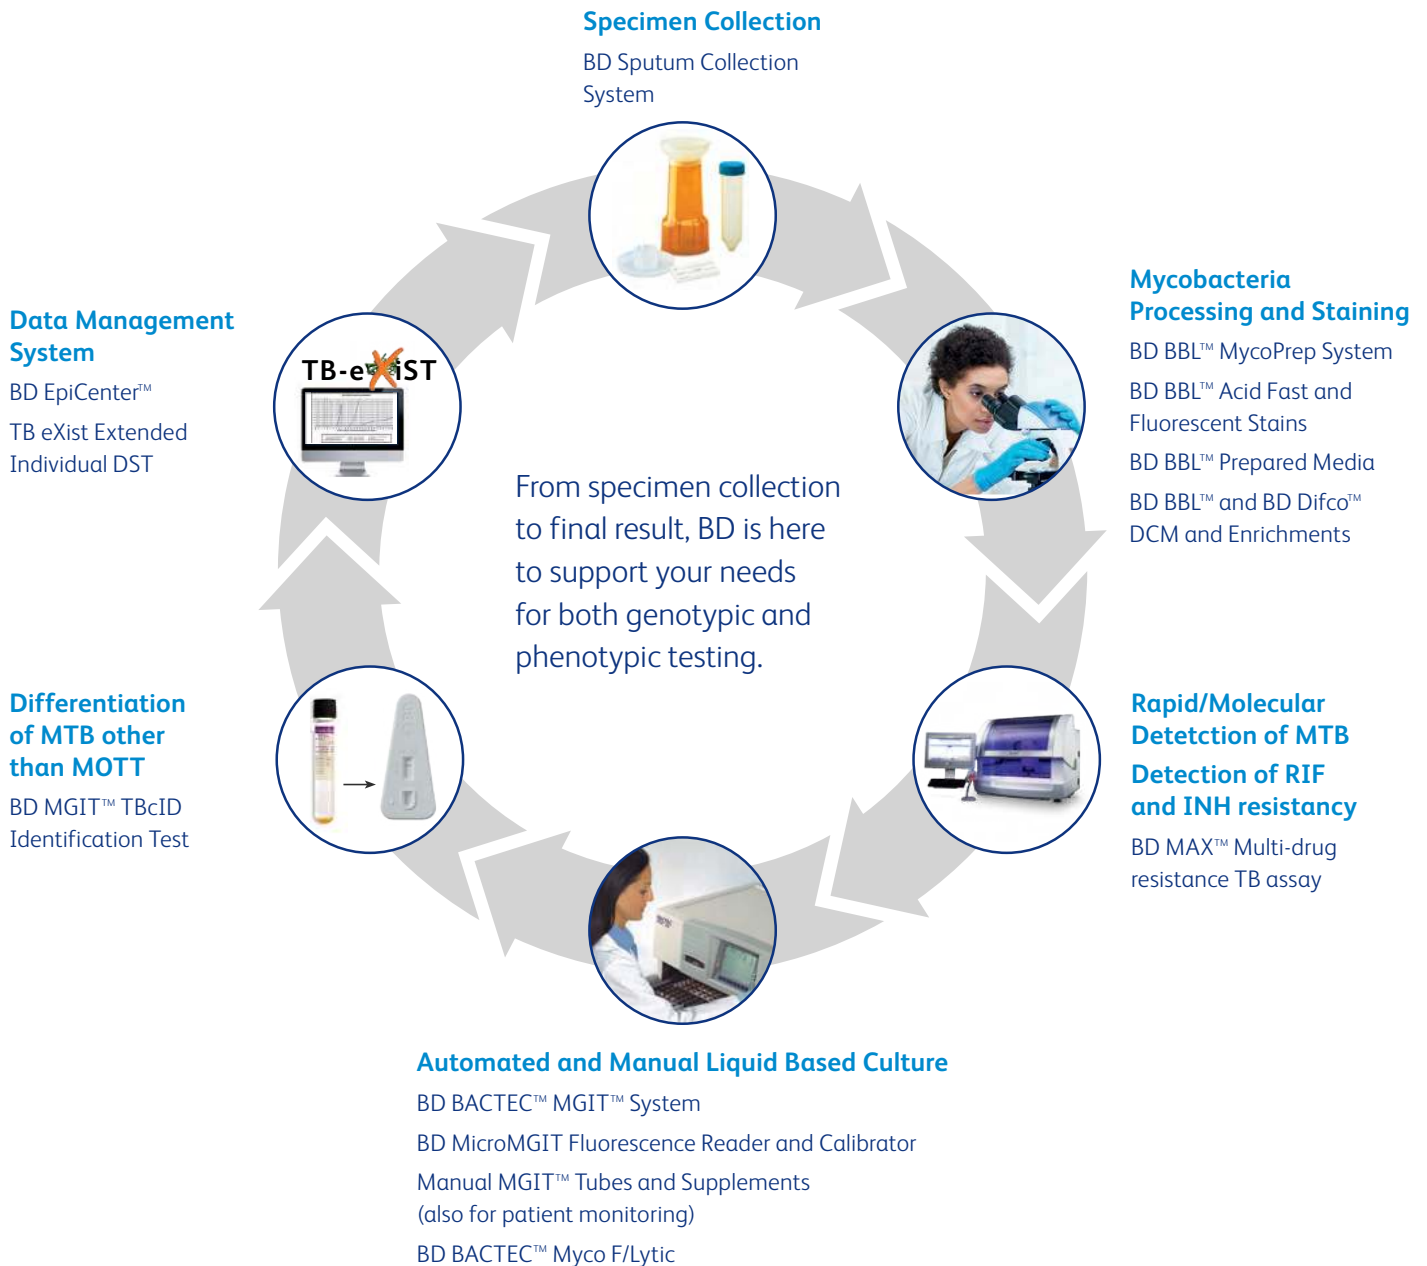 Specimen Collection
BD Sputum Collection
System
Mycobacteria
Processing and Staining
BD BBL™ MycoPrep System
BD BBL™ Acid Fast and
Fluorescent Stains
BD BBL™ Prepared Media
BD BBL™ and BD Difco™
DCM and Enrichments
Data Management
System
BD EpiCenter™
TB eXist Extended
Individual DST
TB-eXiST
From specimen collection
to final result, BD is here
to support your needs
for both genotypic and
phenotypic testing.
Rapid/Molecular
Detetction of MTB
Detection of RIF
and INH resistancy
BD MAX™ Multi-drug
resistance TB assay
Differentiation
of MTB other
than MOTT
BD MGIT™ TBcID
Identification Test
Automated and Manual Liquid Based Culture
BD BACTEC™ MGIT™ System
BD MicroMGIT Fluorescence Reader and Calibrator
Manual MGIT™ Tubes and Supplements
(also for patient monitoring)
BD BACTEC™ Myco F/Lytic